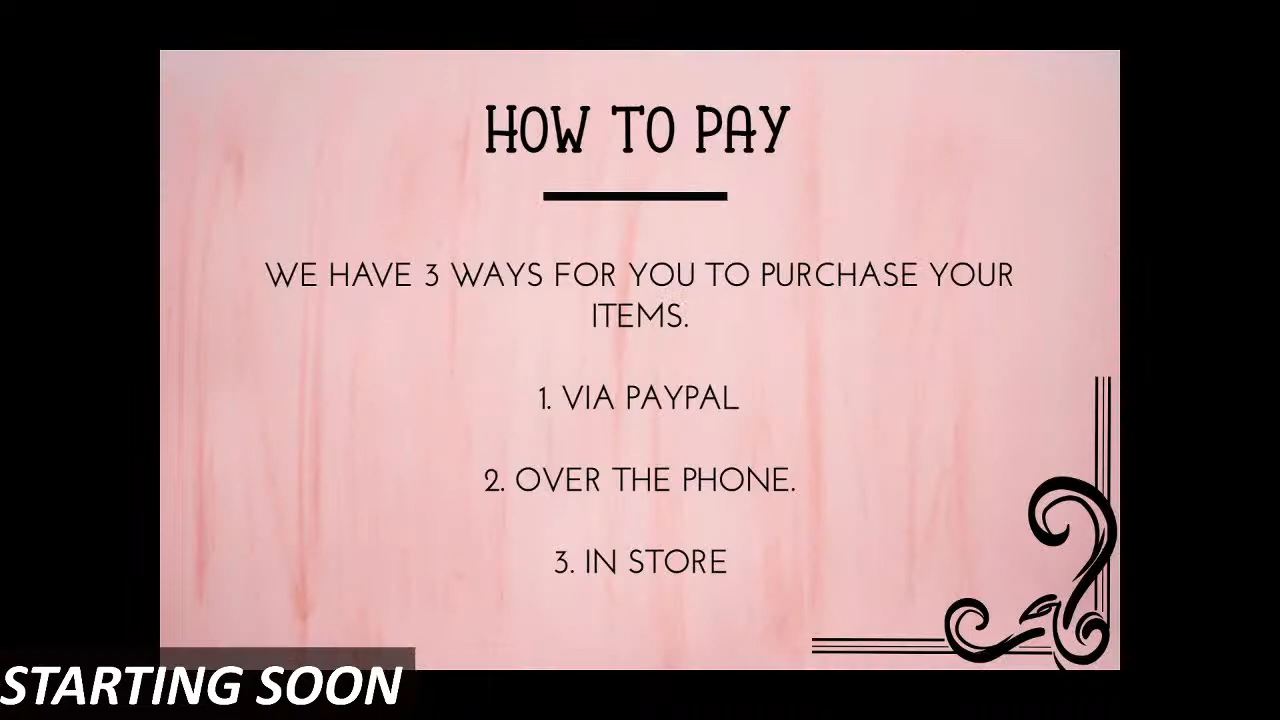 HOW TO PAY
WE HAVE 3 WAYS FOR YOU TO PURCHASE YOUR
ITEMS.
1. VIA PAYPAL
2. OVER THE PHONE.
3. IN STORE
STARTING SOON